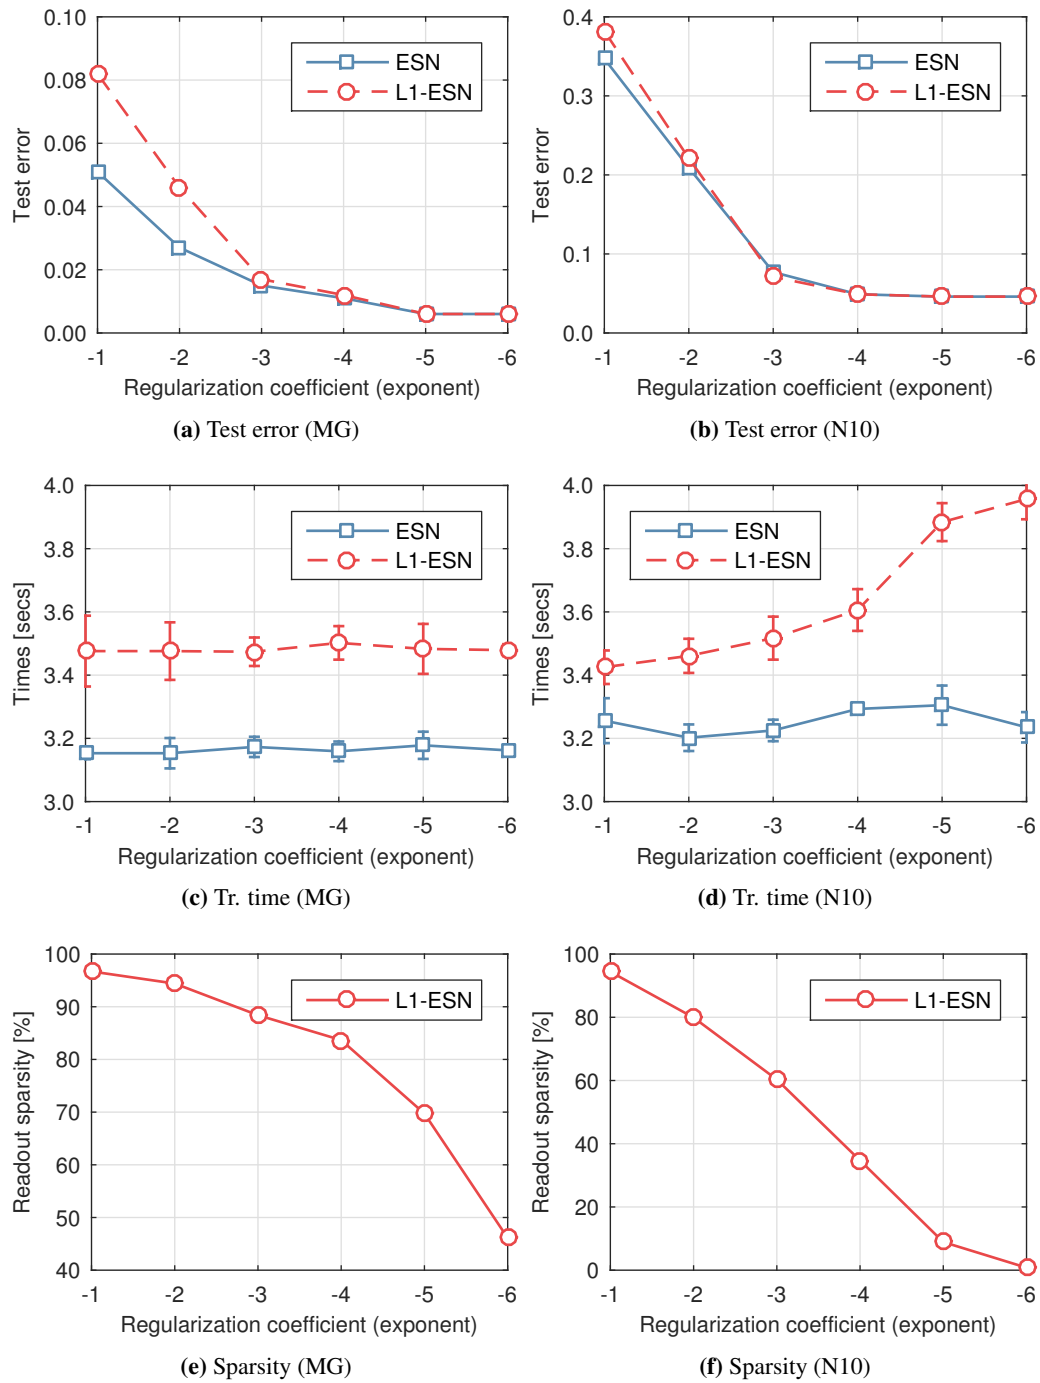 0.10
0.08
0.06
0.04
0.02
0.00
Test error
ESN
L1-ESN
-1 -2 -3 -4 -5 -6
Regularization coefficient (exponent)
(a) Test error (MG)
0.4
0.3
0.2
0.1
0.0
Test error
ESN
L1-ESN
-1 -2 -3 -4 -5 -6
Regularization coefficient (exponent)
(b) Test error (N10)
4.0
3.8
3.6
3.4
3.2
3.0
Times [secs]
ESN
L1-ESN
-1 -2 -3 -4 -5 -6
Regularization coefficient (exponent)
(c) Tr. time (MG)
4.0
3.8
3.6
3.4
3.2
3.0
Times [secs]
ESN
L1-ESN
-1 -2 -3 -4 -5 -6
Regularization coefficient (exponent)
(d) Tr. time (N10)
100
90
80
70
60
50
40
Readout sparsity [%]
L1-ESN
-1 -2 -3 -4 -5 -6
Regularization coefficient (exponent)
(e) Sparsity (MG)
100
80
60
40
20
0
Readout sparsity [%]
L1-ESN
-1 -2 -3 -4 -5 -6
Regularization coefficient (exponent)
(f) Sparsity (N10)